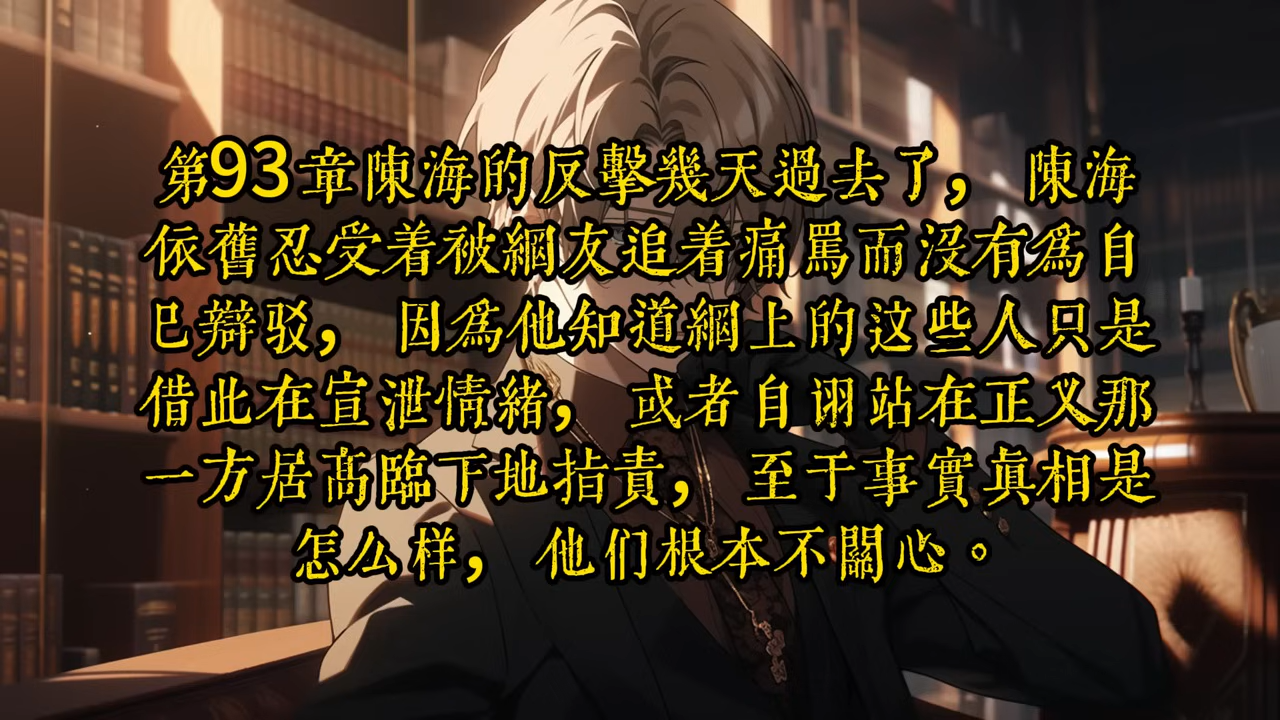 第93章陳海的反擊幾天過去了， 陳海
依舊忍受着被網友追着痛罵而沒有爲自
己辯驳， 因爲他知道網上的这些人只是
借此在宣泄情緒， 或者自诩站在正义那
一方居高臨下地指責， 至于事實真相是
怎么样， 他们根本不關心。